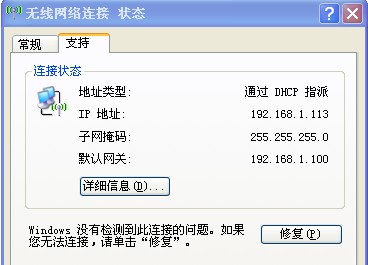 无线网络连接 状态
常规
支持
连接状态
地址类型: 通过 DHCP 指派
IP 地址: 192.168.1.113
子网掩码: 255.255.255.0
默认网关: 192.168.1.100
详细信息(D)...
Windows 没有检测到此连接的问题。如果
您无法连接,请单击“修复”。
修复(P)